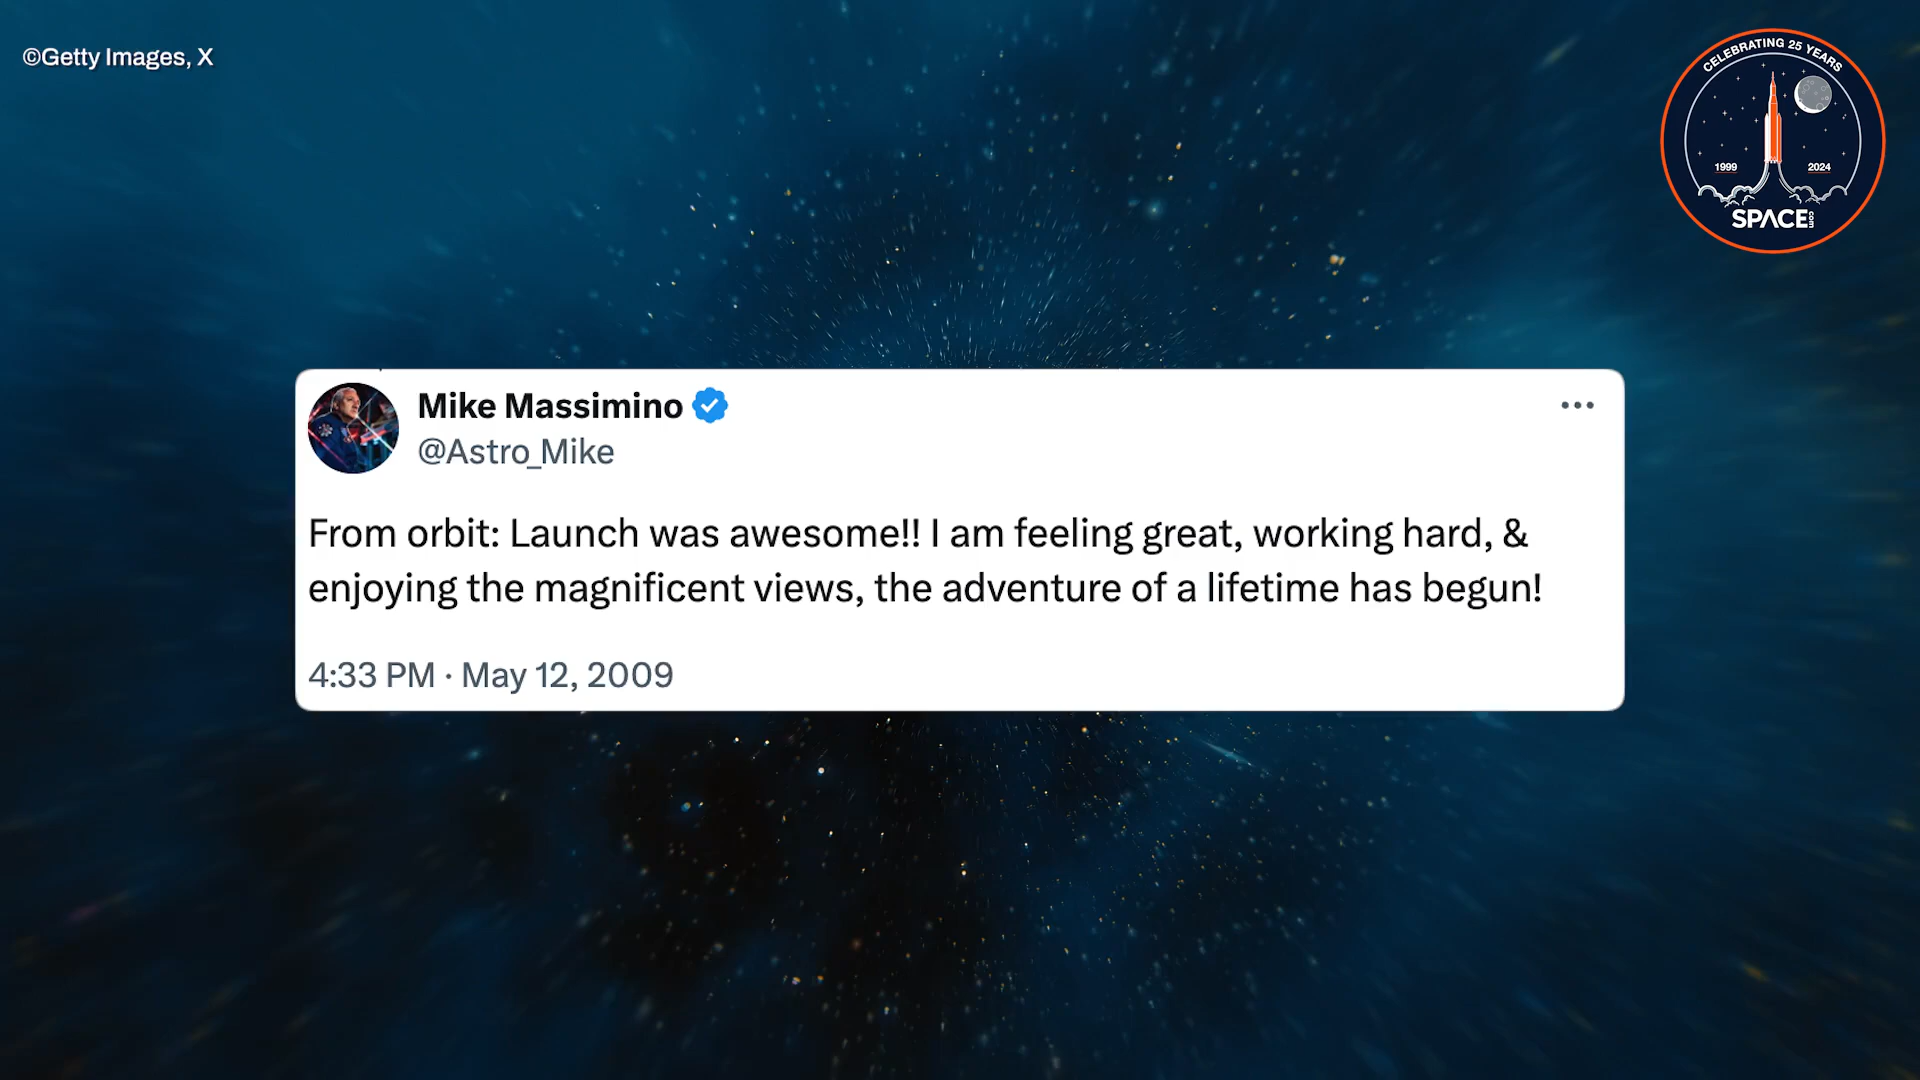 ©Getty Images, X
CELEBRATING 25 YEARS
1999
2024
SPACE.com
Mike Massimino
@Astro_Mike
From orbit: Launch was awesome!! I am feeling great, working hard, &
enjoying the magnificent views, the adventure of a lifetime has begun!
4:33 PM · May 12, 2009